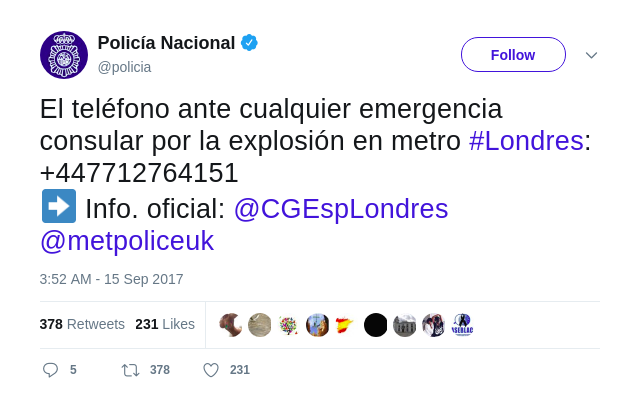 Policía Nacional
@policia
Follow
El teléfono ante cualquier emergencia
consular por la explosión en metro #Londres:
+447712764151
Info. oficial: @CGEspLondres
@metpoliceuk
3:52 AM - 15 Sep 2017
378 Retweets 231 Likes
5 378 231